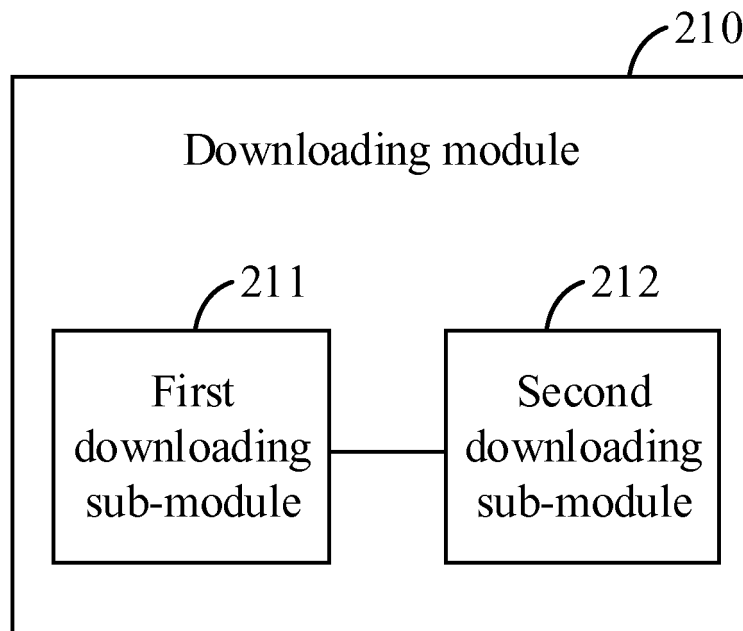 210
Downloading module
211
212
First
downloading
sub-module
Second
downloading
sub-module